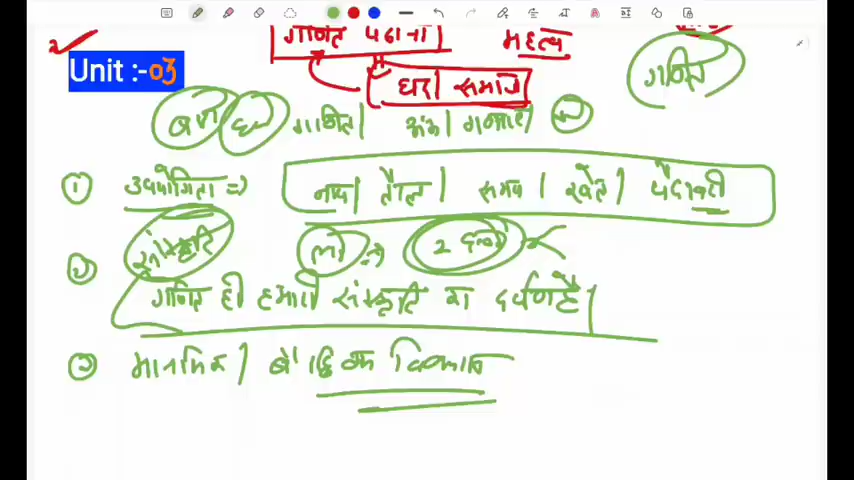 गणित पढाना महत्व
Unit :-03
घर। समाज
गणित
गणित। अंक। गणना।
① उपयोगिता ⇒ नाप। तौल। समय। खेत। पैदावारी
② संस्कृति
गणित ही हमारी संस्कृति का दर्पण है।
③ मानसिक। बौद्धिक विकास